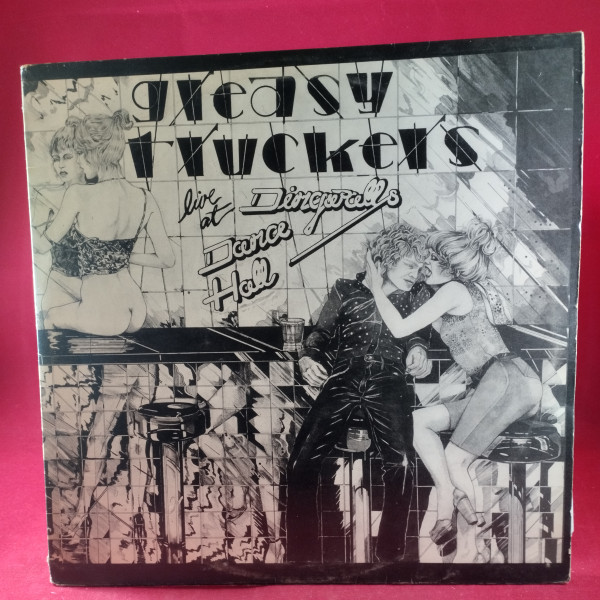 greasy
truckers
live at Dingwalls
Dance
Hall